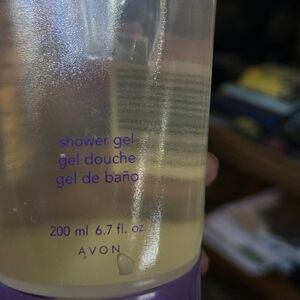 shower gel
gel douche
gel de baño
200 ml 6.7 fl. oz
AVON